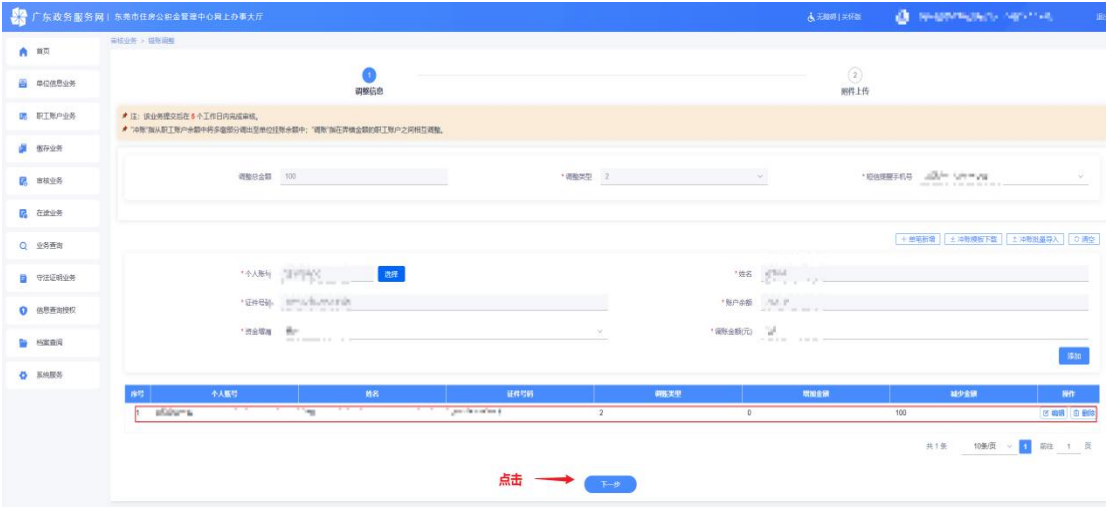 广东政务服务网 | 东莞市住房公积金管理中心网上办事大厅
无障碍 | 关怀版
首页
单位信息业务
职工账户业务
缴存业务
审核业务
在途业务
业务查询
守法证明业务
信息查询授权
档案查阅
系统服务
审核业务 > 错账调整
1
2
调整信息
附件上传
注：该业务提交后在 5 个工作日内完成审核。
"冲账"指从职工账户余额中将多缴部分调出至单位挂账余额中；"调账"指在弄错金额的职工账户之间相互调整。
调整总金额 100
* 调整类型 2
* 短信提醒手机号
+ 单笔新增 冲账模板下载 冲账批量导入 清空
* 个人账号 选择
* 姓名
* 证件号码
* 账户余额
* 资金增减
* 调账金额(元)
添加
序号 个人账号 姓名 证件号码 调账类型 增加金额 减少金额 操作
1 2 0 100 编辑 删除
共 1 条 10条/页 1 前往 1 页
点击
下一步